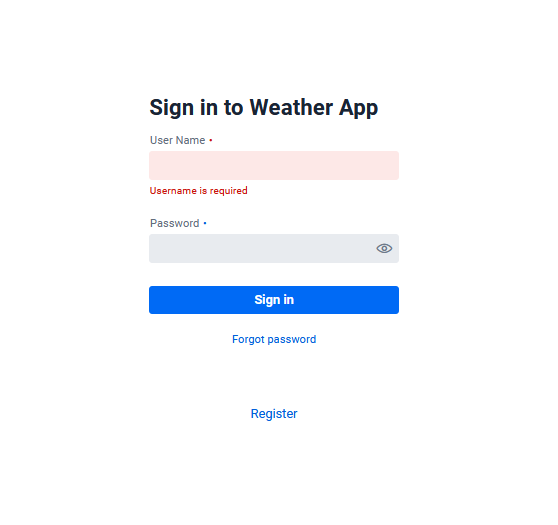 Sign in to Weather App
User Name •
Username is required
Password •
Sign in
Forgot password
Register